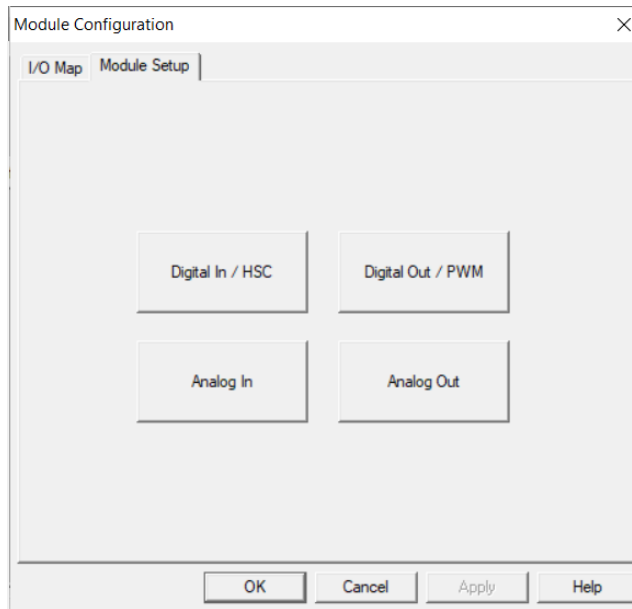 Module Configuration
I/O Map
Module Setup
Digital In / HSC
Digital Out / PWM
Analog In
Analog Out
OK
Cancel
Apply
Help